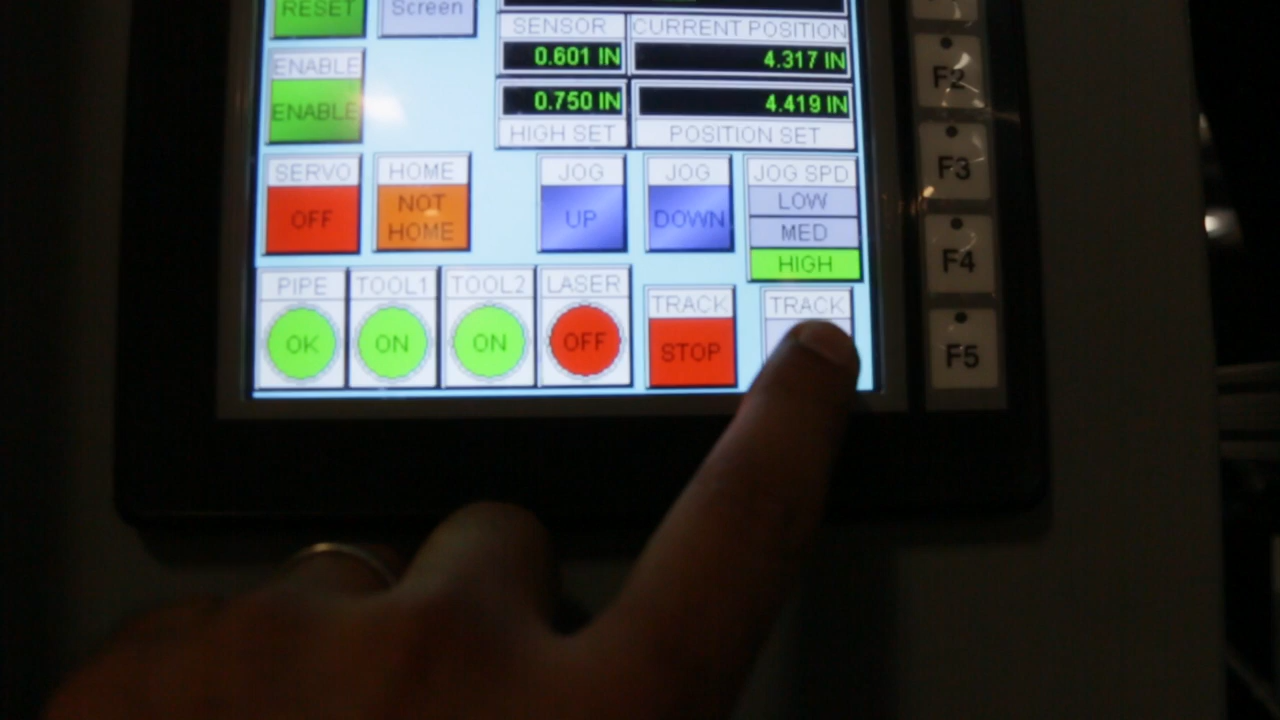 RESET
Screen
SENSOR
CURRENT POSITION
0.601 IN
4.317 IN
0.750 IN
4.419 IN
HIGH SET
POSITION SET
ENABLE
ENABLE
SERVO
OFF
HOME
NOT
HOME
JOG
UP
JOG
DOWN
JOG SPD
LOW
MED
HIGH
PIPE
OK
TOOL1
ON
TOOL2
ON
LASER
OFF
TRACK
STOP
TRACK
F2
F3
F4
F5